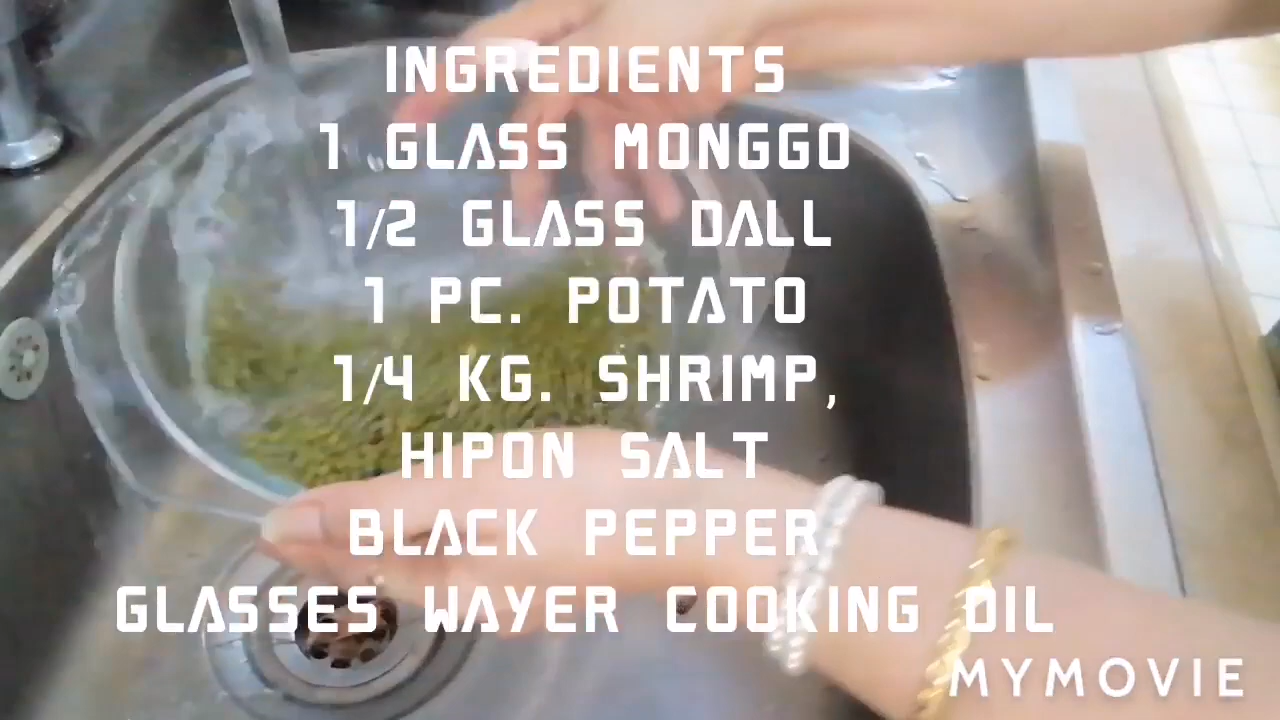 INGREDIENTS
1 GLASS MONGGO
1/2 GLASS DALL
1 PC. POTATO
1/4 KG. SHRIMP,
HIPON SALT
BLACK PEPPER
GLASSES WAYER COOKING OIL
MYMOVIE